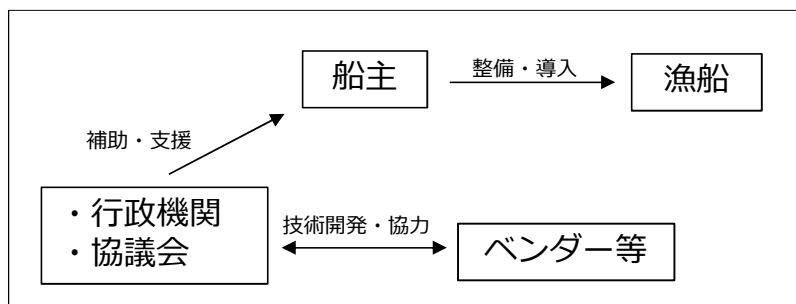 船主
整備・導入
漁船
補助・支援
・行政機関
・協議会
技術開発・協力
ベンダー等